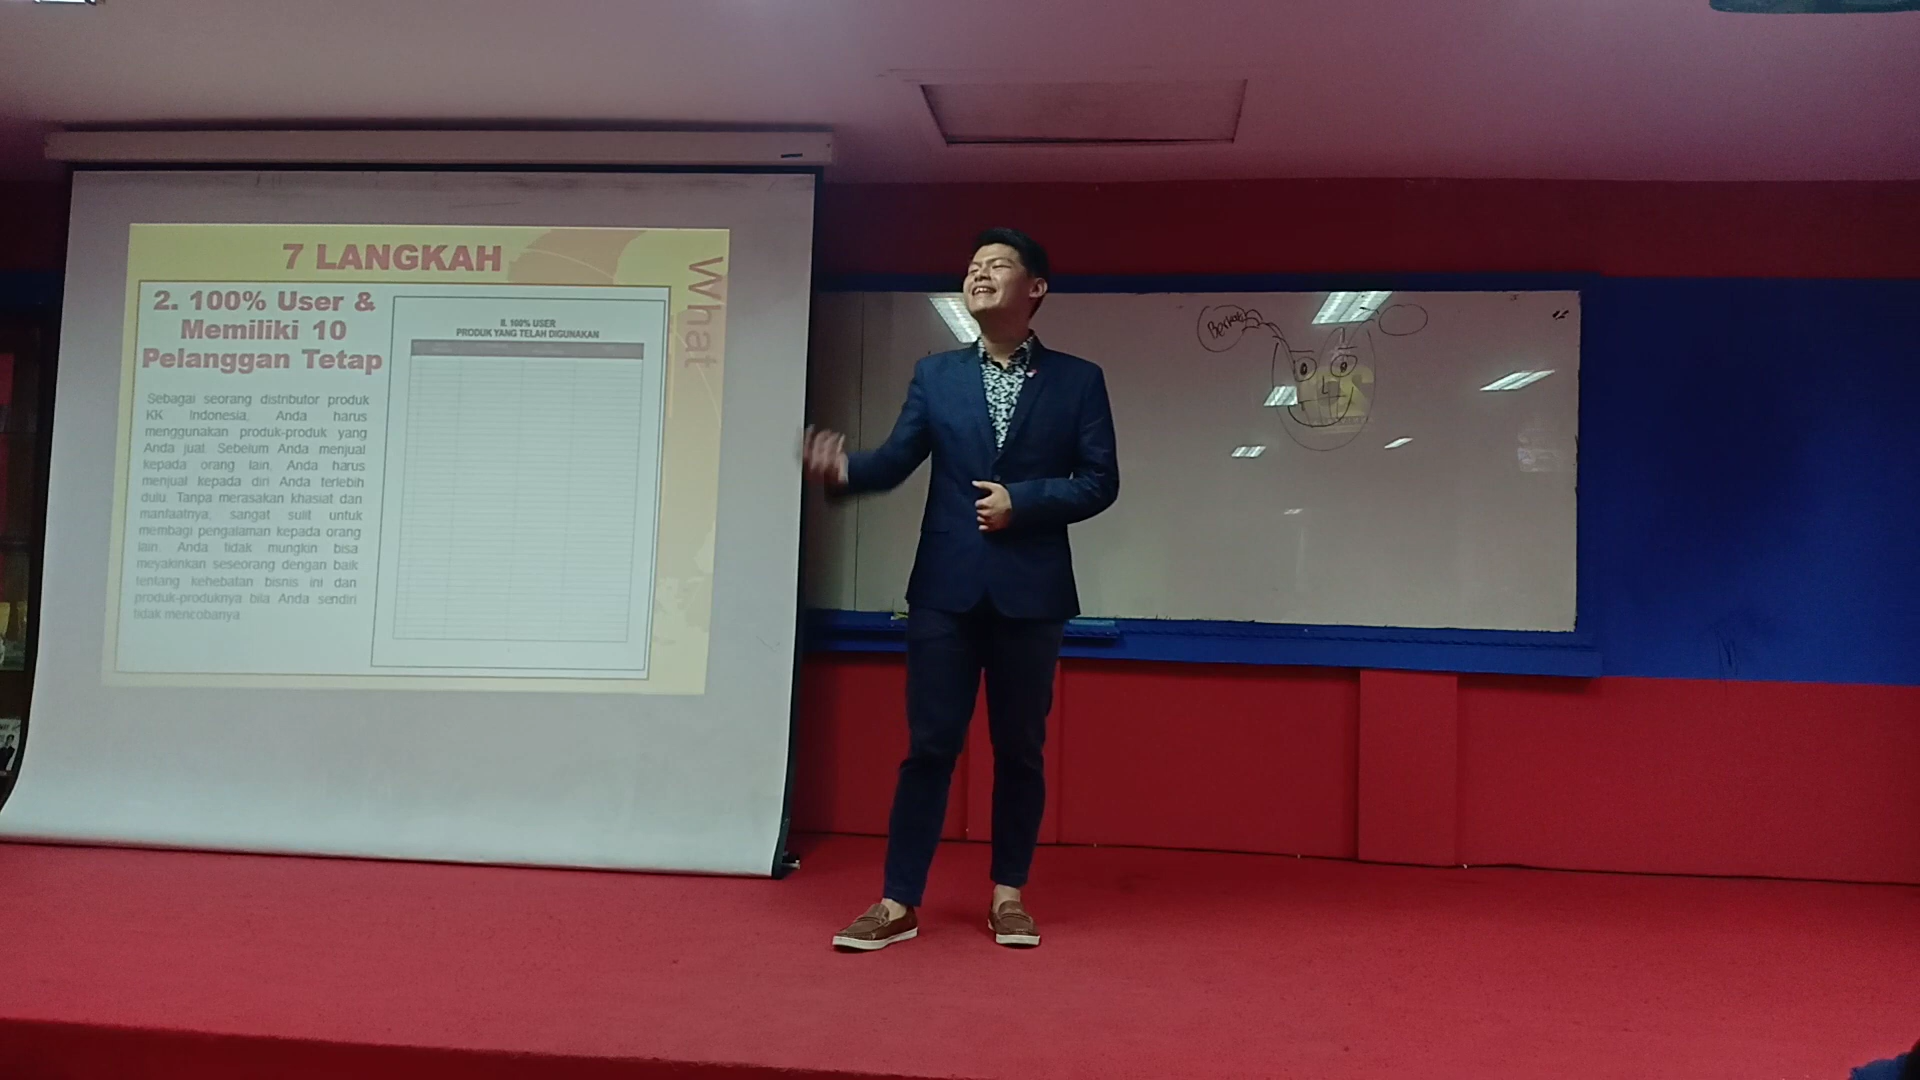 7 LANGKAH
What
2. 100% User &
Memiliki 10
Pelanggan Tetap
Sebagai seorang distributor produk
KK Indonesia, Anda harus
menggunakan produk-produk yang
Anda jual. Sebelum Anda menjual
kepada orang lain, Anda harus
menjual kepada diri Anda terlebih
dulu. Tanpa merasakan khasiat dan
manfaatnya, sangat sulit untuk
membagi pengalaman kepada orang
lain. Anda tidak mungkin bisa
meyakinkan seseorang dengan baik
tentang kehebatan bisnis ini dan
produk-produknya bila Anda sendiri
tidak mencobanya
II. 100% USER
PRODUK YANG TELAH DIGUNAKAN